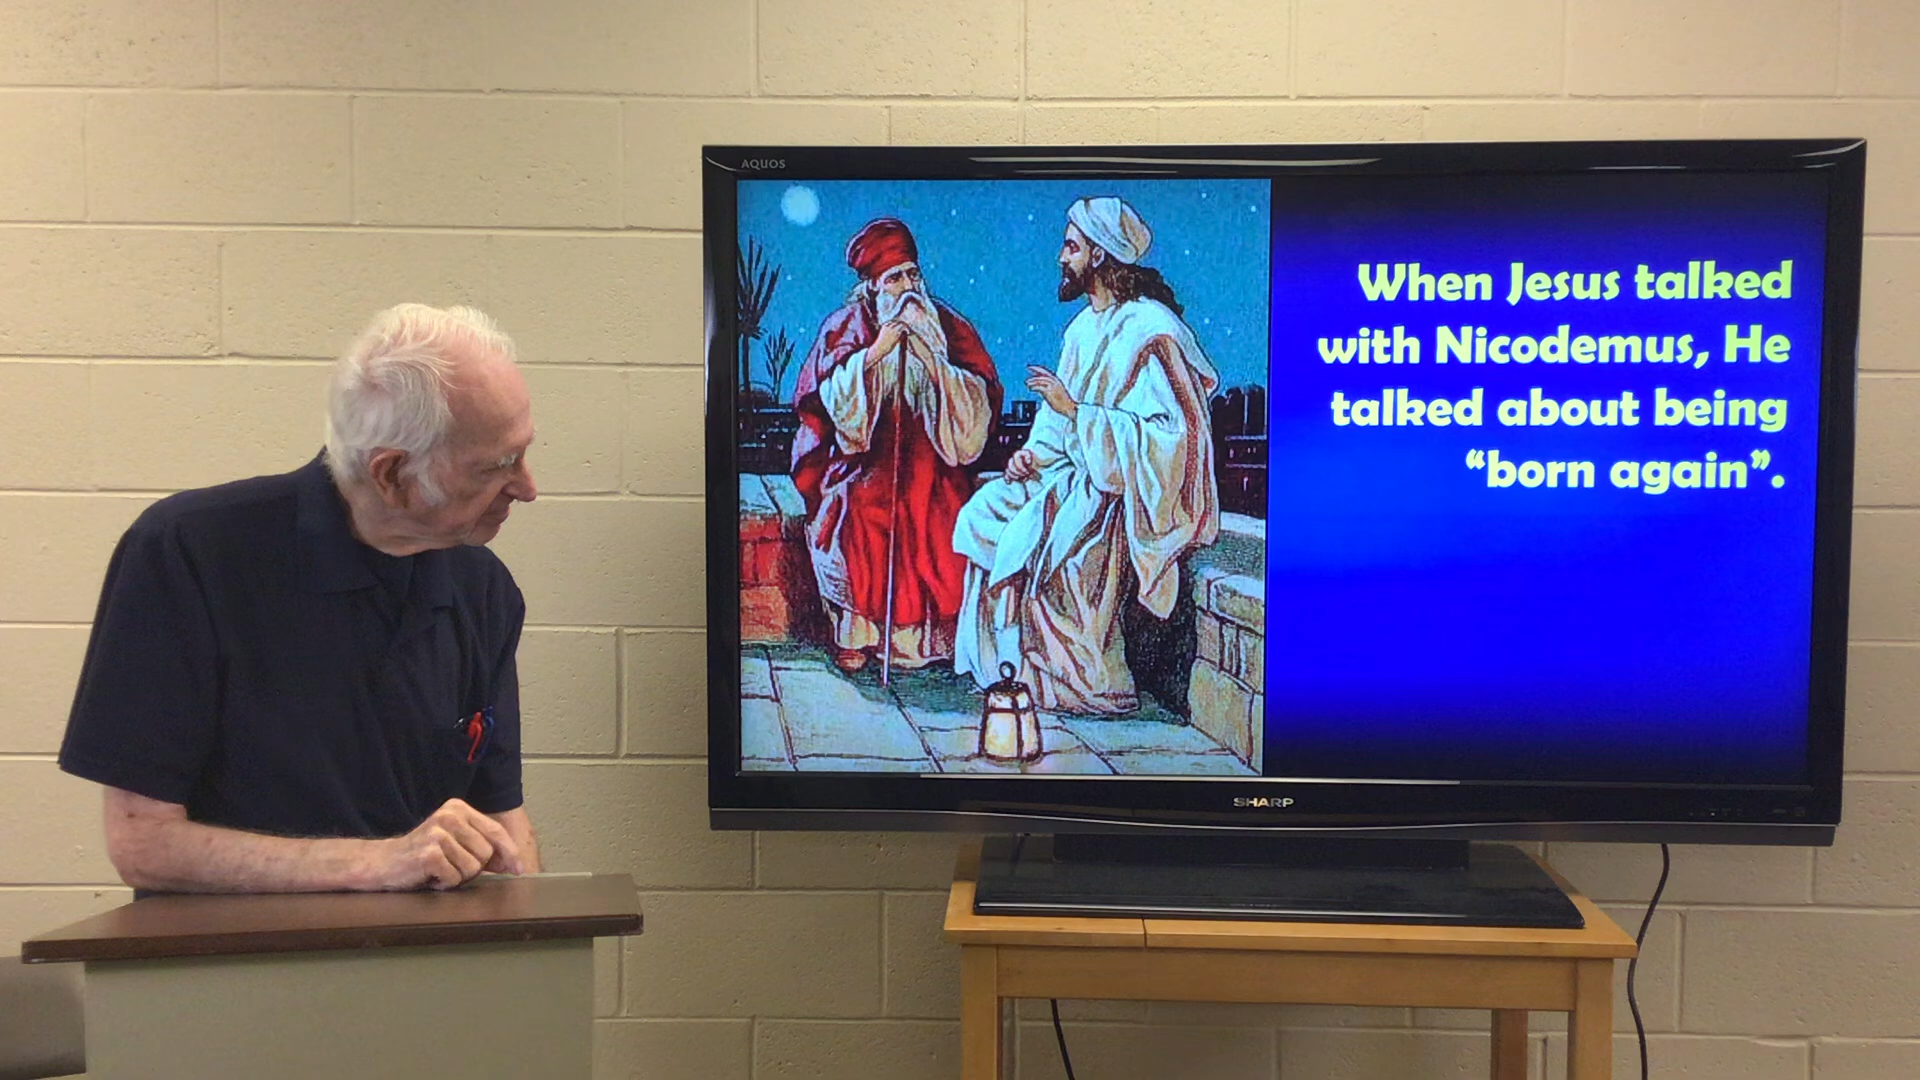 AQUOS
When Jesus talked
with Nicodemus, He
talked about being
“born again”.
SHARP